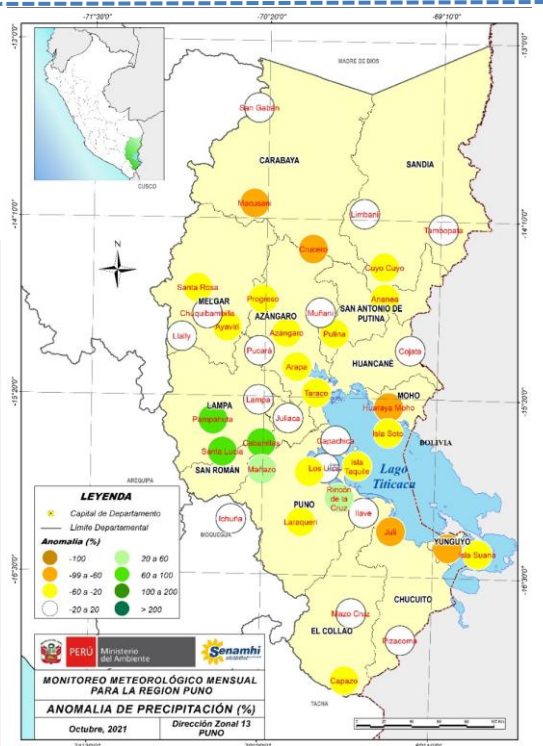 -71°30'
-70°20'
-69°10'
-13°0'
-13°0'
MADRE DE DIOS
San Gabán
CARABAYA
SANDIA
CUSCO
Macusani
-14°10'
-14°10'
Limbani
Tambopata
Crucero
N
Cuyo Cuyo
Santa Rosa
Progreso
Ananea
MELGAR
Chuquibambilla
Muñani
SAN ANTONIO DE
PUTINA
AZÁNGARO
Ayaviri
Azángaro
Putina
Llally
Pucará
Cojata
HUANCANÉ
Arapa
-15°20'
-15°20'
Taraco
MOHO
Lampa
LAMPA
Huaraya Moho
Pampahuta
Juliaca
Isla Soto
Capachica
BOLIVIA
Santa Lucía
Cabanillas
Isla
Taquile
Lago
Titicaca
SAN ROMÁN
Mañazo
Los Uros
AREQUIPA
Rincón
de la
Cruz
LEYENDA
Capital de Departamento
Límite Departamental
Anomalía (%)
-100
-99 a -60
-60 a -20
-20 a 20
20 a 60
60 a 100
100 a 200
> 200
PUNO
Ichuña
Laraqueri
Ilave
MOQUEGUA
Juli
YUNGUYO
Isla Suana
-16°30'
-16°30'
CHUCUITO
Mazo Cruz
EL COLLAO
Pizacoma
PERÚ
Ministerio
del Ambiente
Senamhi
Capazo
MONITOREO METEOROLÓGICO MENSUAL
PARA LA REGION PUNO
ANOMALIA DE PRECIPITACIÓN (%)
TACNA
Octubre, 2021
Dirección Zonal 13
PUNO